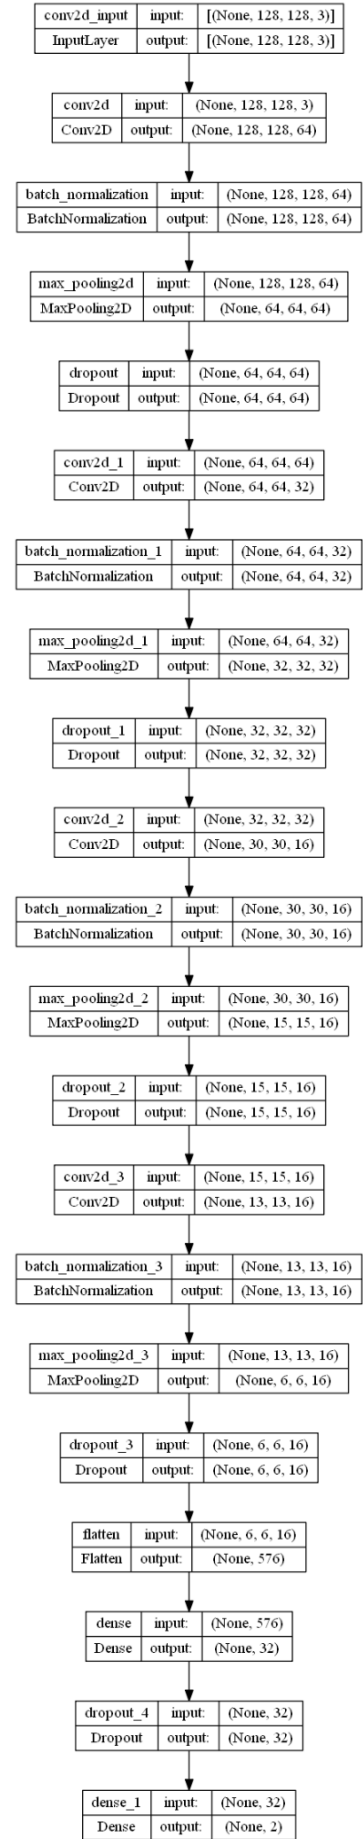 conv2d_input input: [(None, 128, 128, 3)]
InputLayer output: [(None, 128, 128, 3)]
conv2d input: (None, 128, 128, 3)
Conv2D output: (None, 128, 128, 64)
batch_normalization input: (None, 128, 128, 64)
BatchNormalization output: (None, 128, 128, 64)
max_pooling2d input: (None, 128, 128, 64)
MaxPooling2D output: (None, 64, 64, 64)
dropout input: (None, 64, 64, 64)
Dropout output: (None, 64, 64, 64)
conv2d_1 input: (None, 64, 64, 64)
Conv2D output: (None, 64, 64, 32)
batch_normalization_1 input: (None, 64, 64, 32)
BatchNormalization output: (None, 64, 64, 32)
max_pooling2d_1 input: (None, 64, 64, 32)
MaxPooling2D output: (None, 32, 32, 32)
dropout_1 input: (None, 32, 32, 32)
Dropout output: (None, 32, 32, 32)
conv2d_2 input: (None, 32, 32, 32)
Conv2D output: (None, 30, 30, 16)
batch_normalization_2 input: (None, 30, 30, 16)
BatchNormalization output: (None, 30, 30, 16)
max_pooling2d_2 input: (None, 30, 30, 16)
MaxPooling2D output: (None, 15, 15, 16)
dropout_2 input: (None, 15, 15, 16)
Dropout output: (None, 15, 15, 16)
conv2d_3 input: (None, 15, 15, 16)
Conv2D output: (None, 13, 13, 16)
batch_normalization_3 input: (None, 13, 13, 16)
BatchNormalization output: (None, 13, 13, 16)
max_pooling2d_3 input: (None, 13, 13, 16)
MaxPooling2D output: (None, 6, 6, 16)
dropout_3 input: (None, 6, 6, 16)
Dropout output: (None, 6, 6, 16)
flatten input: (None, 6, 6, 16)
Flatten output: (None, 576)
dense input: (None, 576)
Dense output: (None, 32)
dropout_4 input: (None, 32)
Dropout output: (None, 32)
dense_1 input: (None, 32)
Dense output: (None, 2)